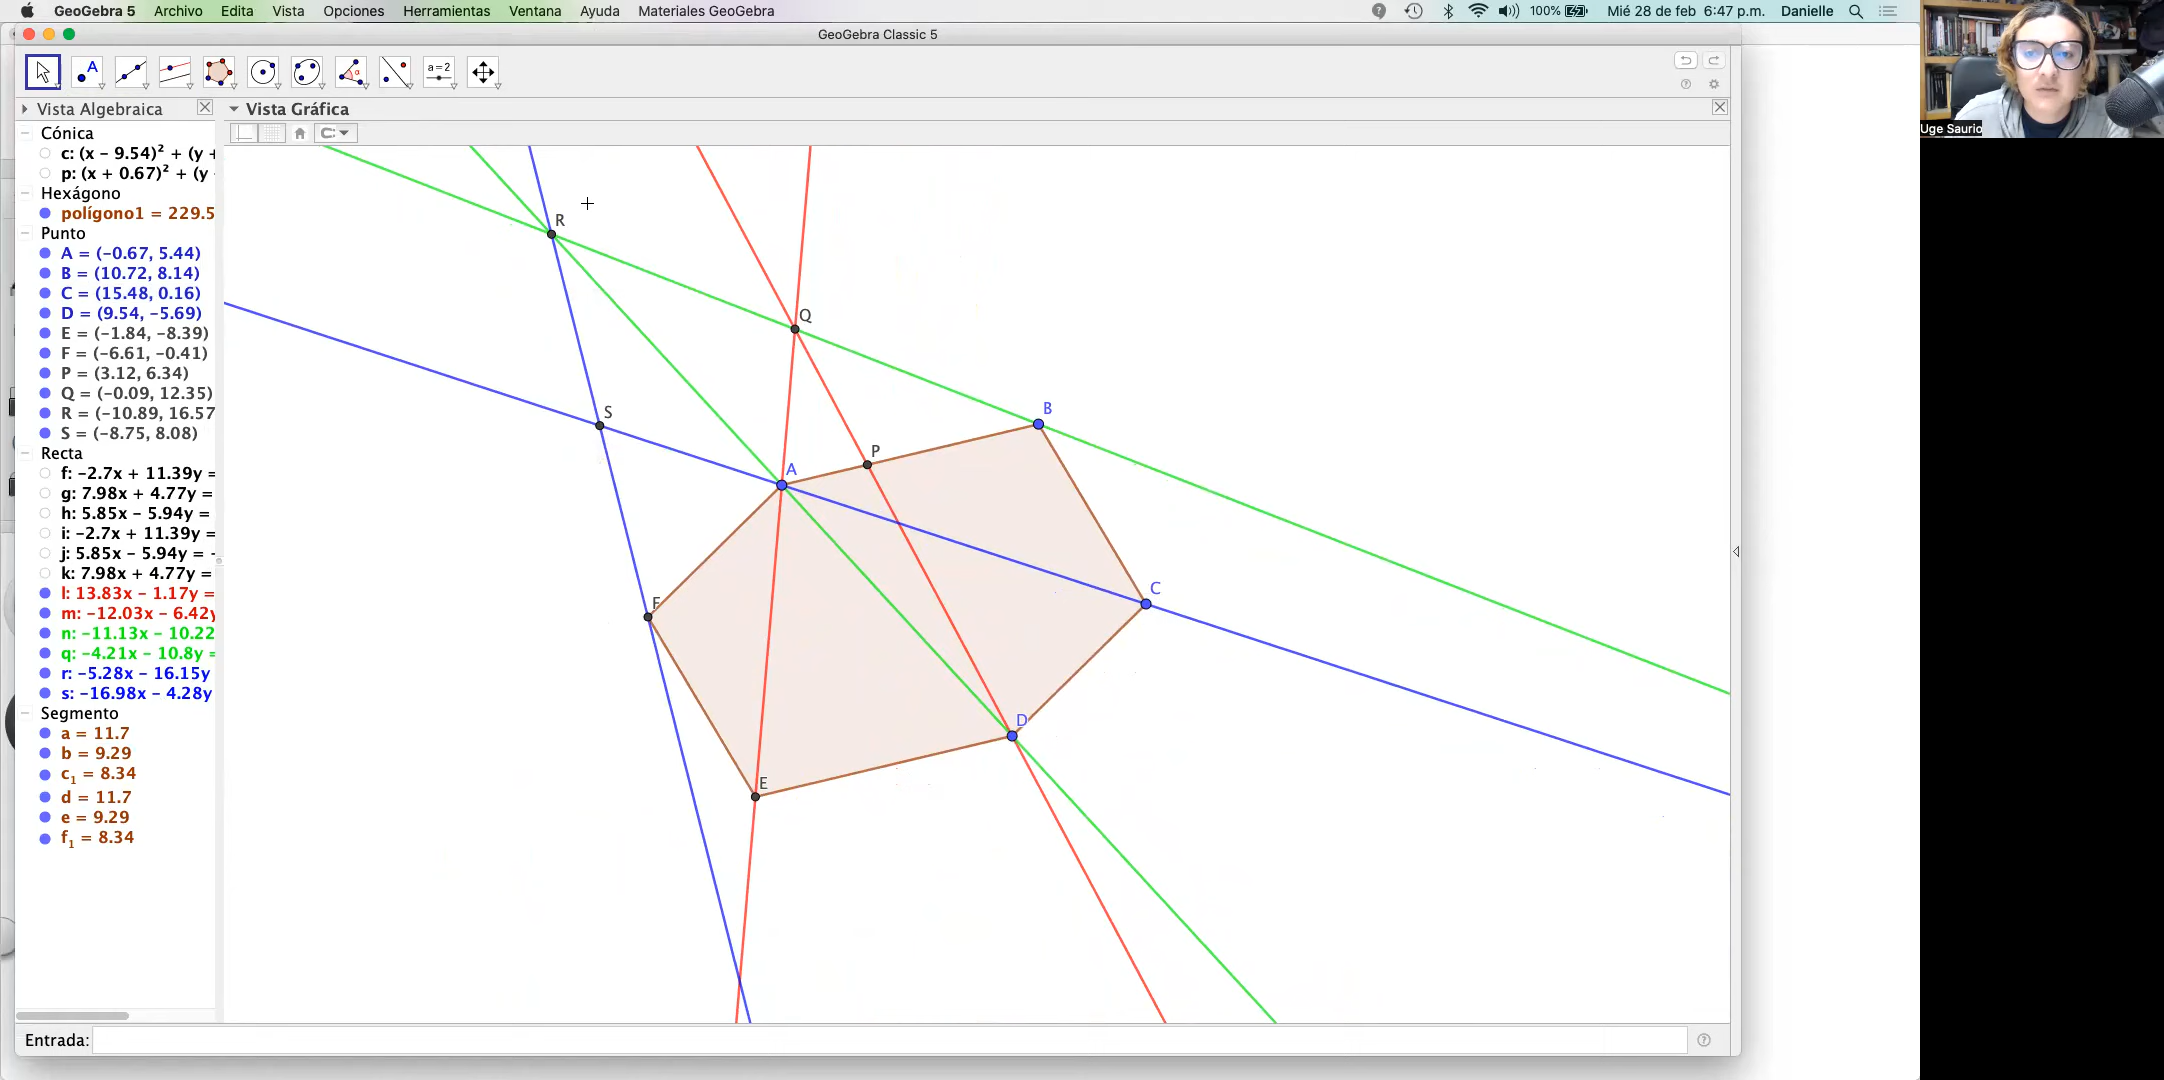 GeoGebra 5 Archivo Edita Vista Opciones Herramientas Ventana Ayuda Materiales GeoGebra 100% Mié 28 de feb 6:47 p.m. Danielle
GeoGebra Classic 5
A
α
a=2
Vista Algebraica
Vista Gráfica
Cónica
c: (x – 9.54)² + (y +
p: (x + 0.67)² + (y
Hexágono
polígono1 = 229.5
Punto
A = (–0.67, 5.44)
B = (10.72, 8.14)
C = (15.48, 0.16)
D = (9.54, –5.69)
E = (–1.84, –8.39)
F = (–6.61, –0.41)
P = (3.12, 6.34)
Q = (–0.09, 12.35)
R = (–10.89, 16.57
S = (–8.75, 8.08)
Recta
f: –2.7x + 11.39y =
g: 7.98x + 4.77y =
h: 5.85x – 5.94y =
i: –2.7x + 11.39y =
j: 5.85x – 5.94y = –
k: 7.98x + 4.77y =
l: 13.83x – 1.17y =
m: –12.03x – 6.42y
n: –11.13x – 10.22
q: –4.21x – 10.8y =
r: –5.28x – 16.15y
s: –16.98x – 4.28y
Segmento
a = 11.7
b = 9.29
c₁ = 8.34
d = 11.7
e = 9.29
f₁ = 8.34
R
Q
S
B
P
A
C
F
D
E
Entrada:
Uge Saurio